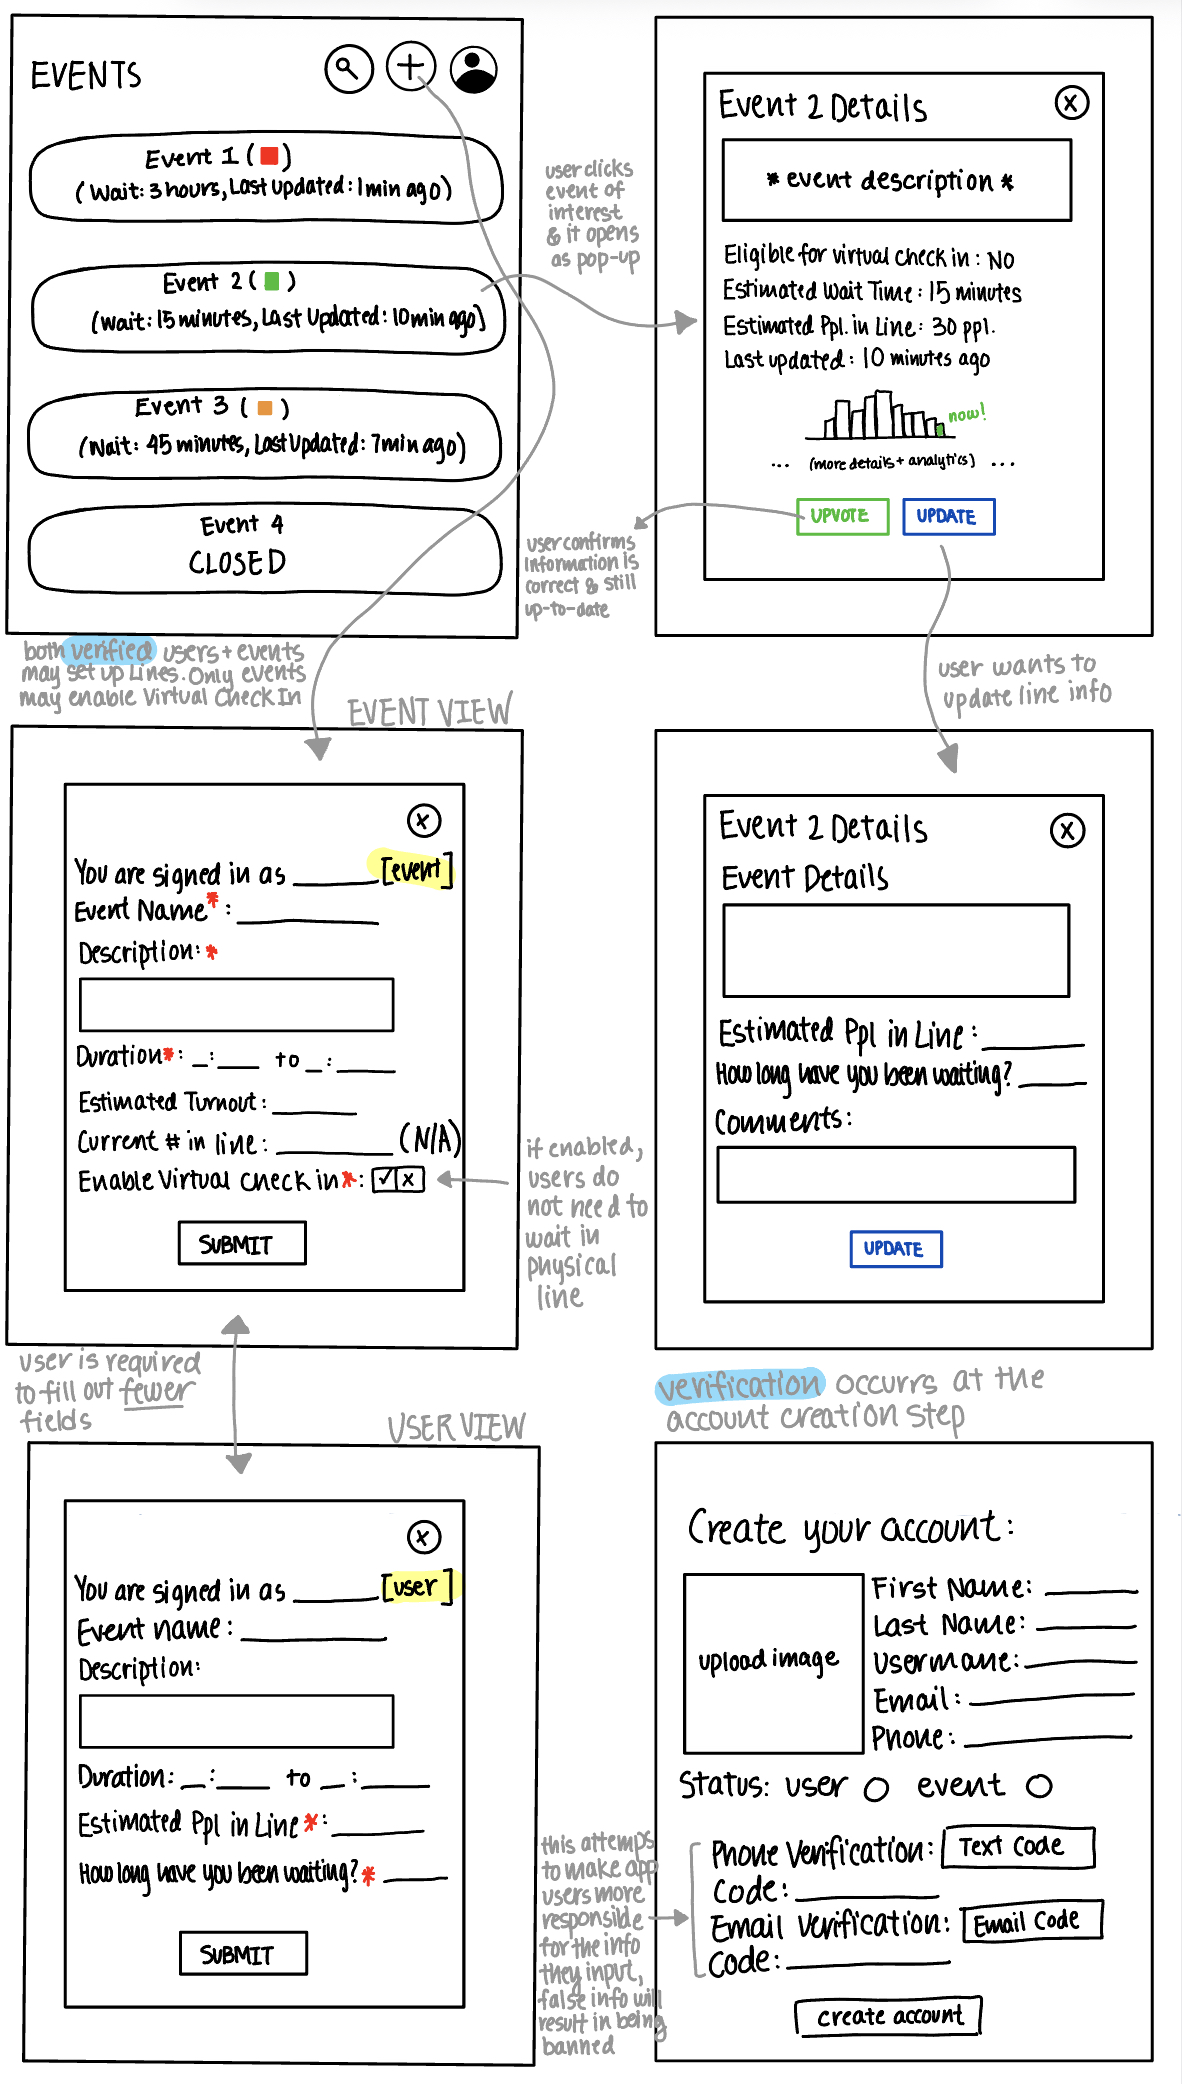 EVENTS
Event 1 ( )
(Wait: 3 hours, Last Updated: 1min ago)
Event 2 ( )
(Wait: 15 minutes, Last Updated: 10min ago)
Event 3 ( )
(Wait: 45 minutes, Last Updated: 7min ago)
Event 4
CLOSED
user clicks
event of
interest
& it opens
as pop-up
Event 2 Details
X
* event description *
Eligible for virtual check in: NO
Estimated Wait Time: 15 minutes
Estimated Ppl. in Line: 30 ppl.
Last updated: 10 minutes ago
now!
... (more details + analytics) ...
UPVOTE
UPDATE
user confirms
information is
correct & still
up-to-date
both verified users + events
may set up lines. Only events
may enable Virtual Check In
user wants to
update line info
EVENT VIEW
X
You are signed in as ______ [event]
Event Name*: ______
Description: *
Duration*: _:___ to _:___
Estimated Turnout: ______
Current # in line: ______ (N/A)
Enable Virtual Check in*: ✓ x
SUBMIT
if enabled,
users do
not need to
wait in
physical
line
Event 2 Details
X
Event Details
Estimated Ppl in Line: ______
How long have you been waiting? ______
Comments:
UPDATE
user is required
to fill out fewer
fields
USER VIEW
X
You are signed in as ______ [user]
Event name: ______
Description:
Duration: _:___ to _:___
Estimated Ppl in Line*: ______
How long have you been waiting?* ______
SUBMIT
verification occurrs at the
account creation step
Create your account:
upload image
First Name: ______
Last Name: ______
Usermane: ______
Email: ______
Phone: ______
Status: user O event O
Phone Verification: Text Code
Code: ______
Email Verification: Email Code
Code: ______
create account
this attemps
to make app
users more
responsible
for the info
they input,
false info will
result in being
banned